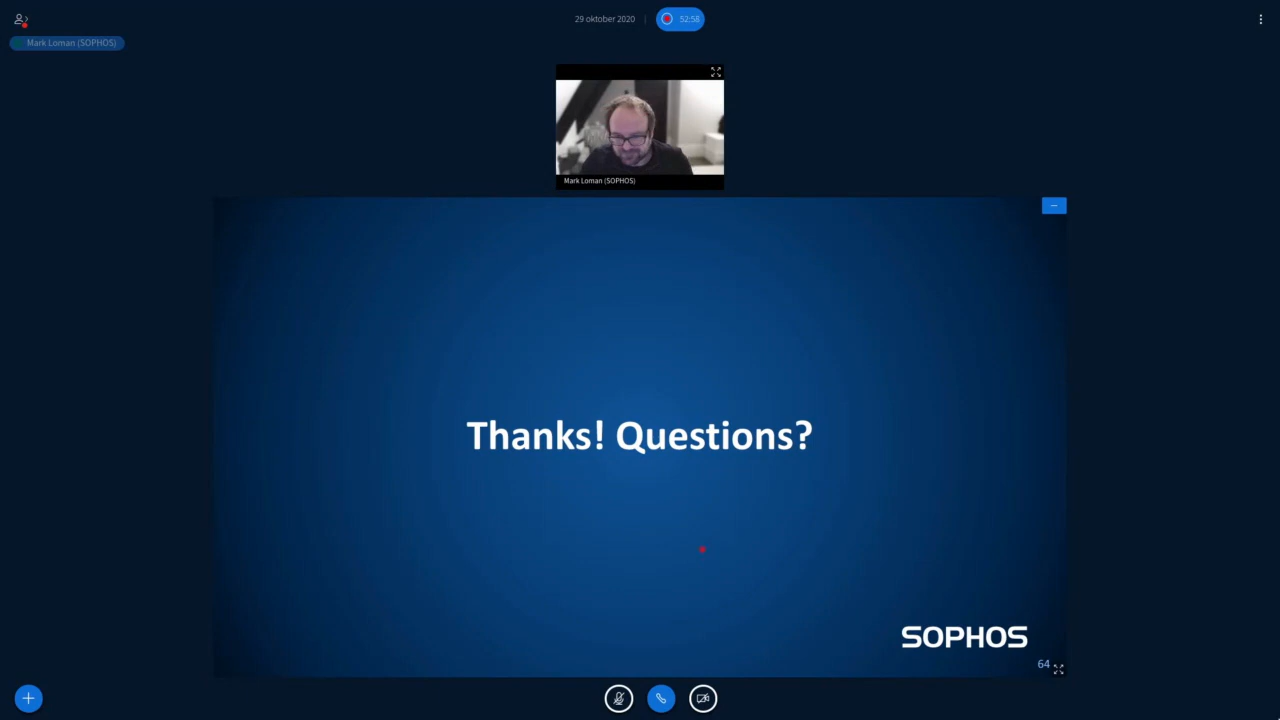 29 oktober 2020
52:58
Mark Loman (SOPHOS)
Mark Loman (SOPHOS)
Thanks! Questions?
SOPHOS
64